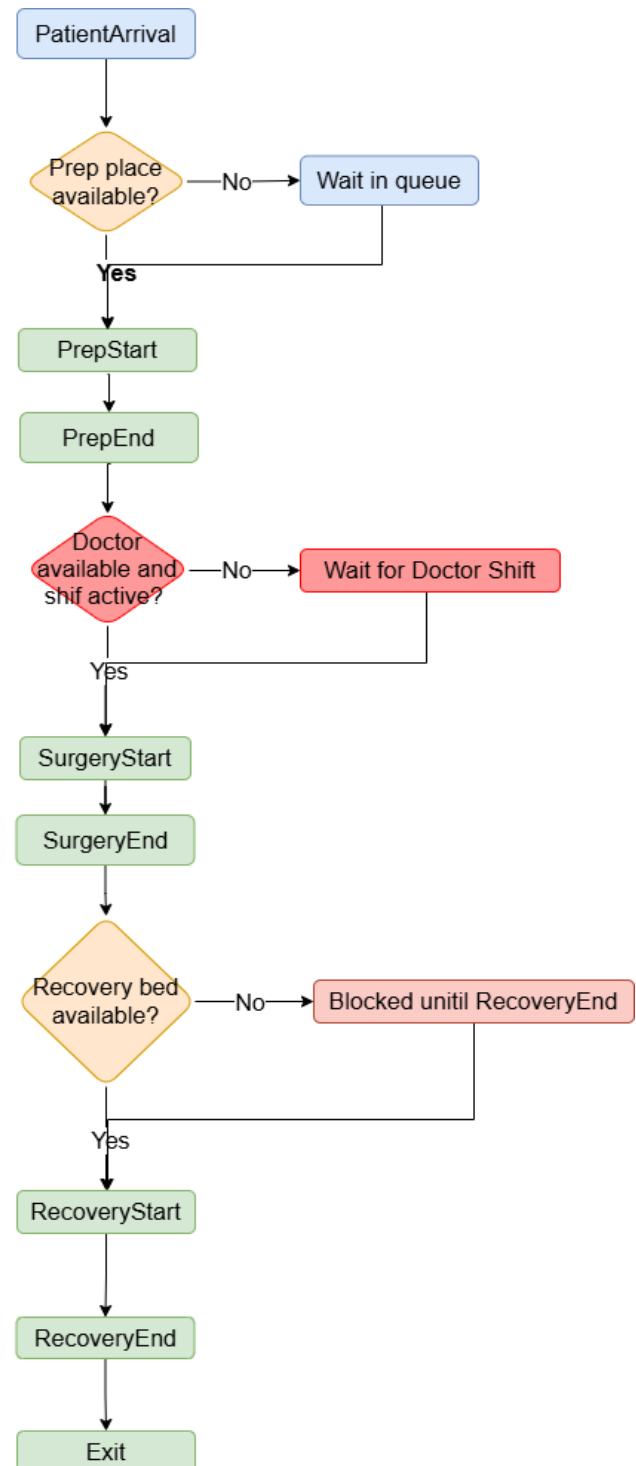 PatientArrival
Prep place
available?
No
Wait in queue
Yes
PrepStart
PrepEnd
Doctor
available and
shif active?
No
Wait for Doctor Shift
Yes
SurgeryStart
SurgeryEnd
Recovery bed
available?
No
Blocked unitil RecoveryEnd
Yes
RecoveryStart
RecoveryEnd
Exit